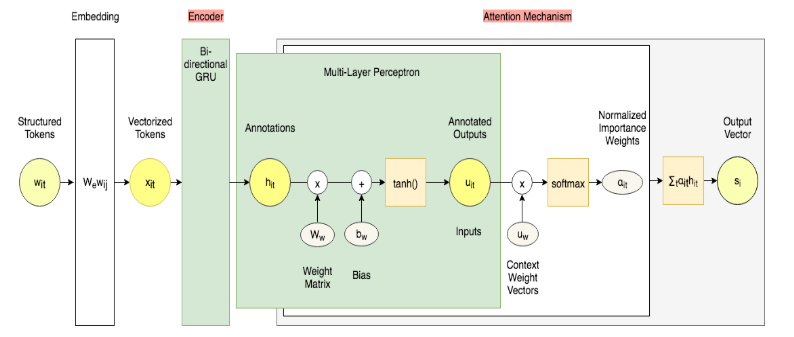 Embedding
Encoder
Attention Mechanism
Bi-
directional
GRU
Multi-Layer Perceptron
Structured
Tokens
Vectorized
Tokens
Annotations
Annotated
Outputs
Normalized
Importance
Weights
Output
Vector
wit
Wewij
xit
hit
x
+
tanh()
uit
x
softmax
αit
Σtαithit
si
Ww
bw
Inputs
uw
Weight
Matrix
Bias
Context
Weight
Vectors